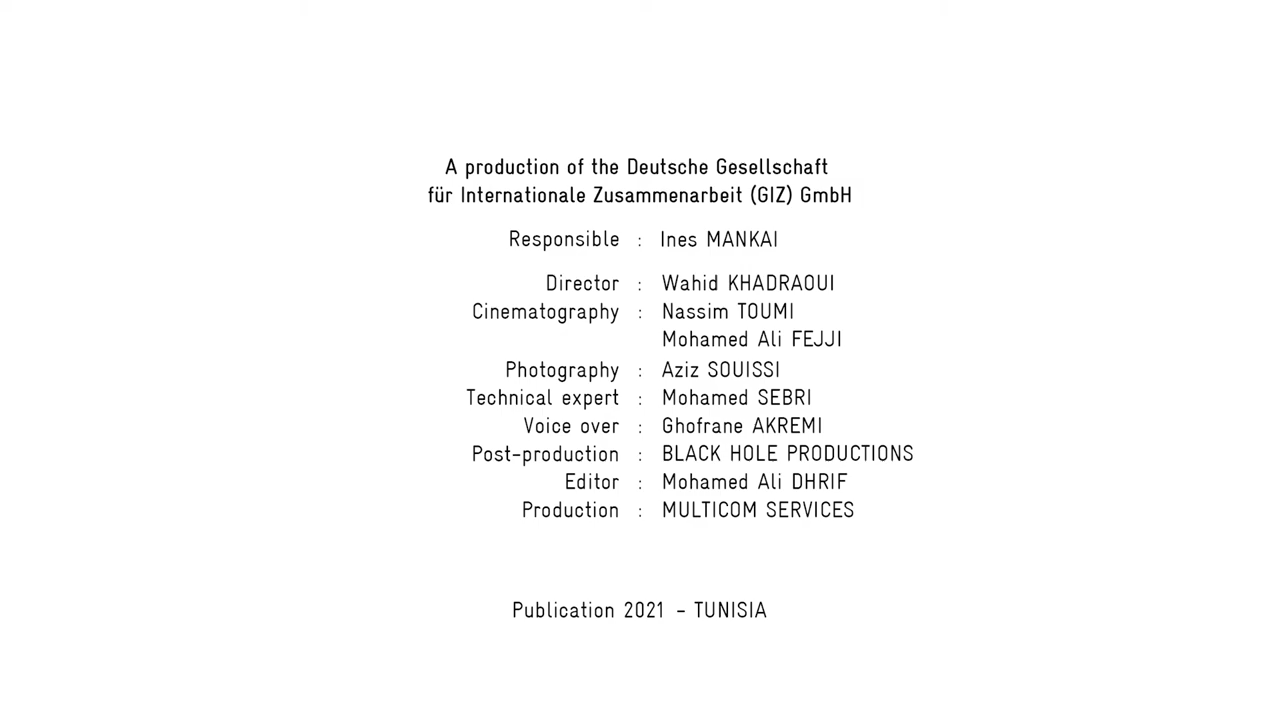 A production of the Deutsche Gesellschaft
für Internationale Zusammenarbeit (GIZ) GmbH
Responsible : Ines MANKAI
Director : Wahid KHADRAOUI
Cinematography : Nassim TOUMI
Mohamed Ali FEJJI
Photography : Aziz SOUISSI
Technical expert : Mohamed SEBRI
Voice over : Ghofrane AKREMI
Post-production : BLACK HOLE PRODUCTIONS
Editor : Mohamed Ali DHRIF
Production : MULTICOM SERVICES
Publication 2021 - TUNISIA